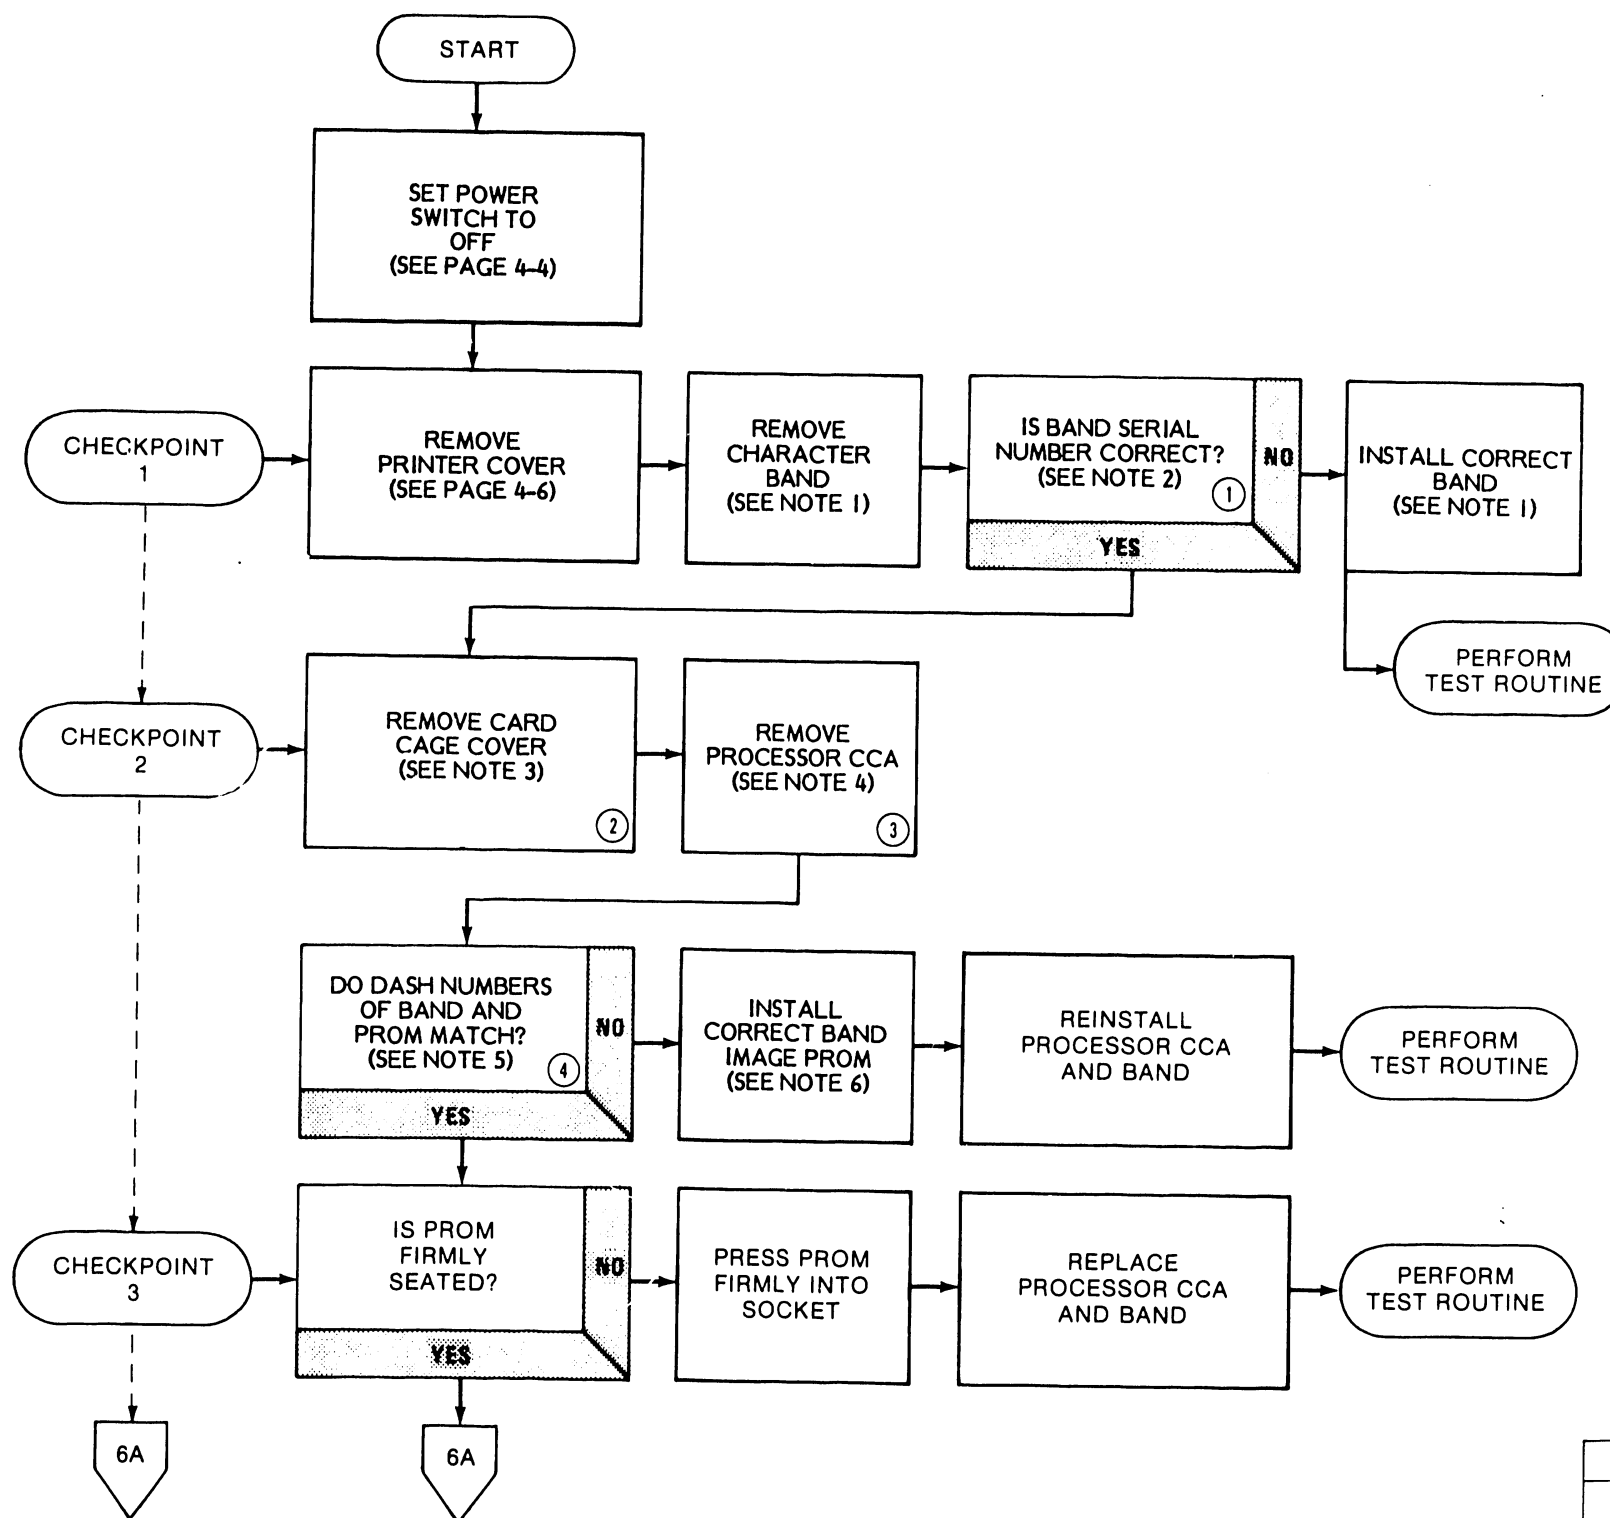 START
SET POWER
SWITCH TO
OFF
(SEE PAGE 4-4)
CHECKPOINT
1
REMOVE
PRINTER COVER
(SEE PAGE 4-6)
REMOVE
CHARACTER
BAND
(SEE NOTE 1)
IS BAND SERIAL
NUMBER CORRECT?
(SEE NOTE 2)
1
NO
YES
INSTALL CORRECT
BAND
(SEE NOTE 1)
PERFORM
TEST ROUTINE
CHECKPOINT
2
REMOVE CARD
CAGE COVER
(SEE NOTE 3)
2
REMOVE
PROCESSOR CCA
(SEE NOTE 4)
3
DO DASH NUMBERS
OF BAND AND
PROM MATCH?
(SEE NOTE 5)
4
NO
YES
INSTALL
CORRECT BAND
IMAGE PROM
(SEE NOTE 6)
REINSTALL
PROCESSOR CCA
AND BAND
PERFORM
TEST ROUTINE
CHECKPOINT
3
IS PROM
FIRMLY
SEATED?
NO
YES
PRESS PROM
FIRMLY INTO
SOCKET
REPLACE
PROCESSOR CCA
AND BAND
PERFORM
TEST ROUTINE
6A
6A